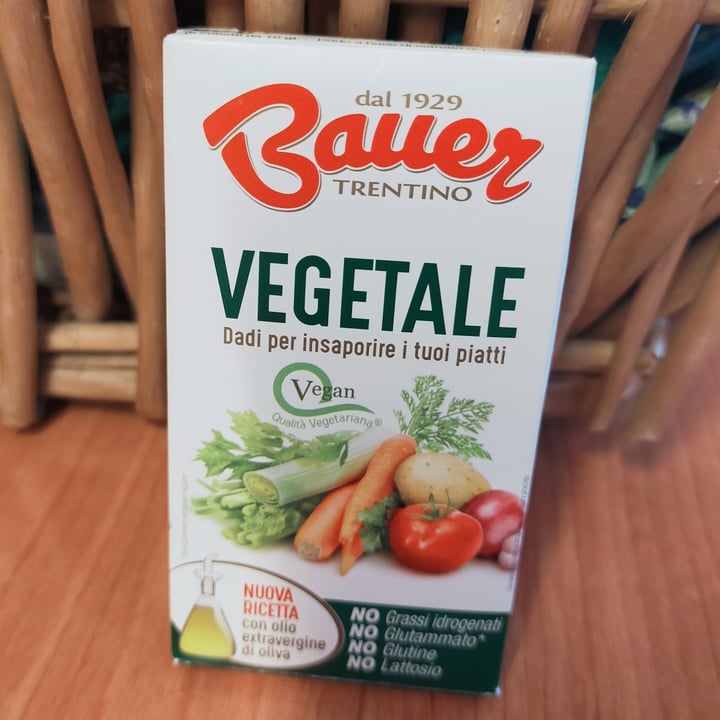 dal 1929
Bauer
TRENTINO
VEGETALE
Dadi per insaporire i tuoi piatti
Vegan
Qualità Vegetariana®
NUOVA
RICETTA
con olio
extravergine
di oliva
NO Grassi idrogenati
NO Glutammato*
NO Glutine
NO Lattosio